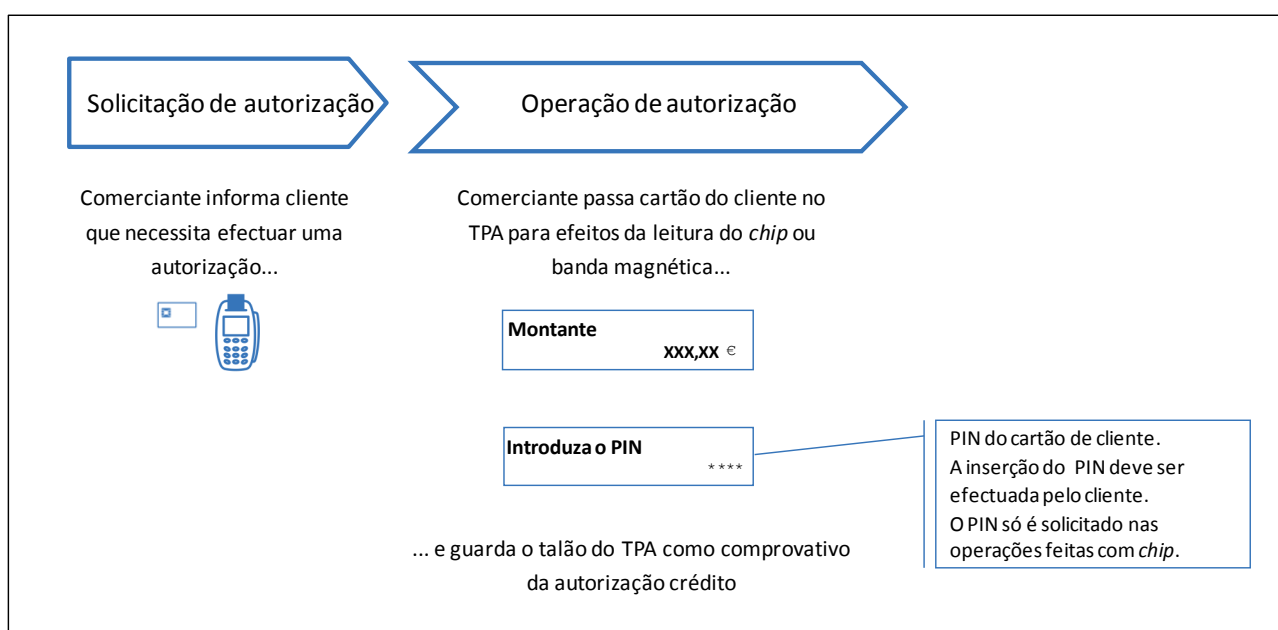 Solicitação de autorização
Operação de autorização
Comerciante informa cliente
que necessita efectuar uma
autorização...
Comerciante passa cartão do cliente no
TPA para efeitos da leitura do chip ou
banda magnética...
Montante
XXX,XX €
Introduza o PIN
****
PIN do cartão de cliente.
A inserção do PIN deve ser
efectuada pelo cliente.
O PIN só é solicitado nas
operações feitas com chip.
... e guarda o talão do TPA como comprovativo
da autorização crédito